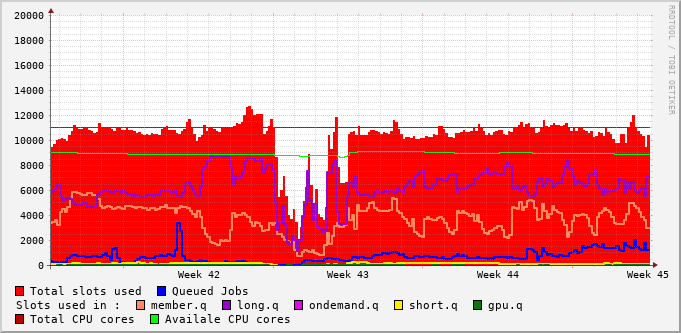 20000
18000
16000
14000
12000
10000
8000
6000
4000
2000
0
Week 42 Week 43 Week 44 Week 45
RRDTOOL / TOBI OETIKER
Total slots used Queued Jobs
Slots used in : member.q long.q ondemand.q short.q gpu.q
Total CPU cores Availale CPU cores